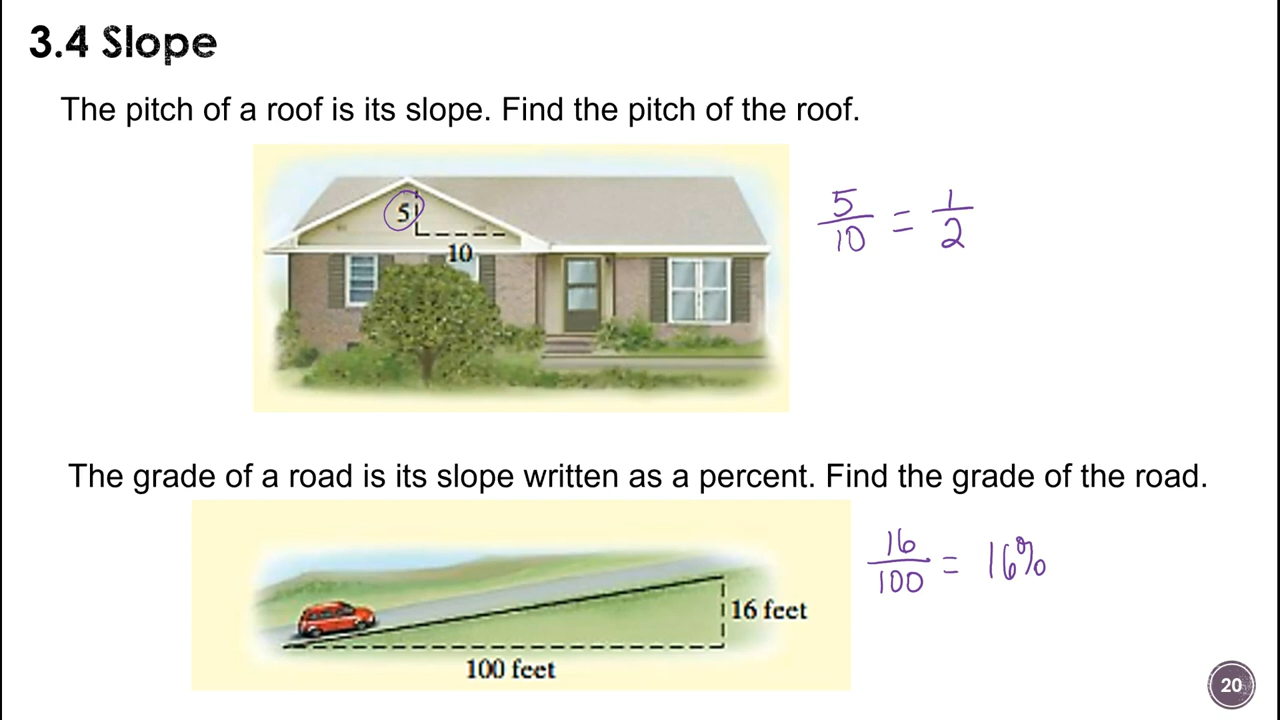 3.4 Slope
The pitch of a roof is its slope. Find the pitch of the roof.
5
10
5/10 = 1/2
The grade of a road is its slope written as a percent. Find the grade of the road.
16 feet
100 feet
16/100 = 16%
20